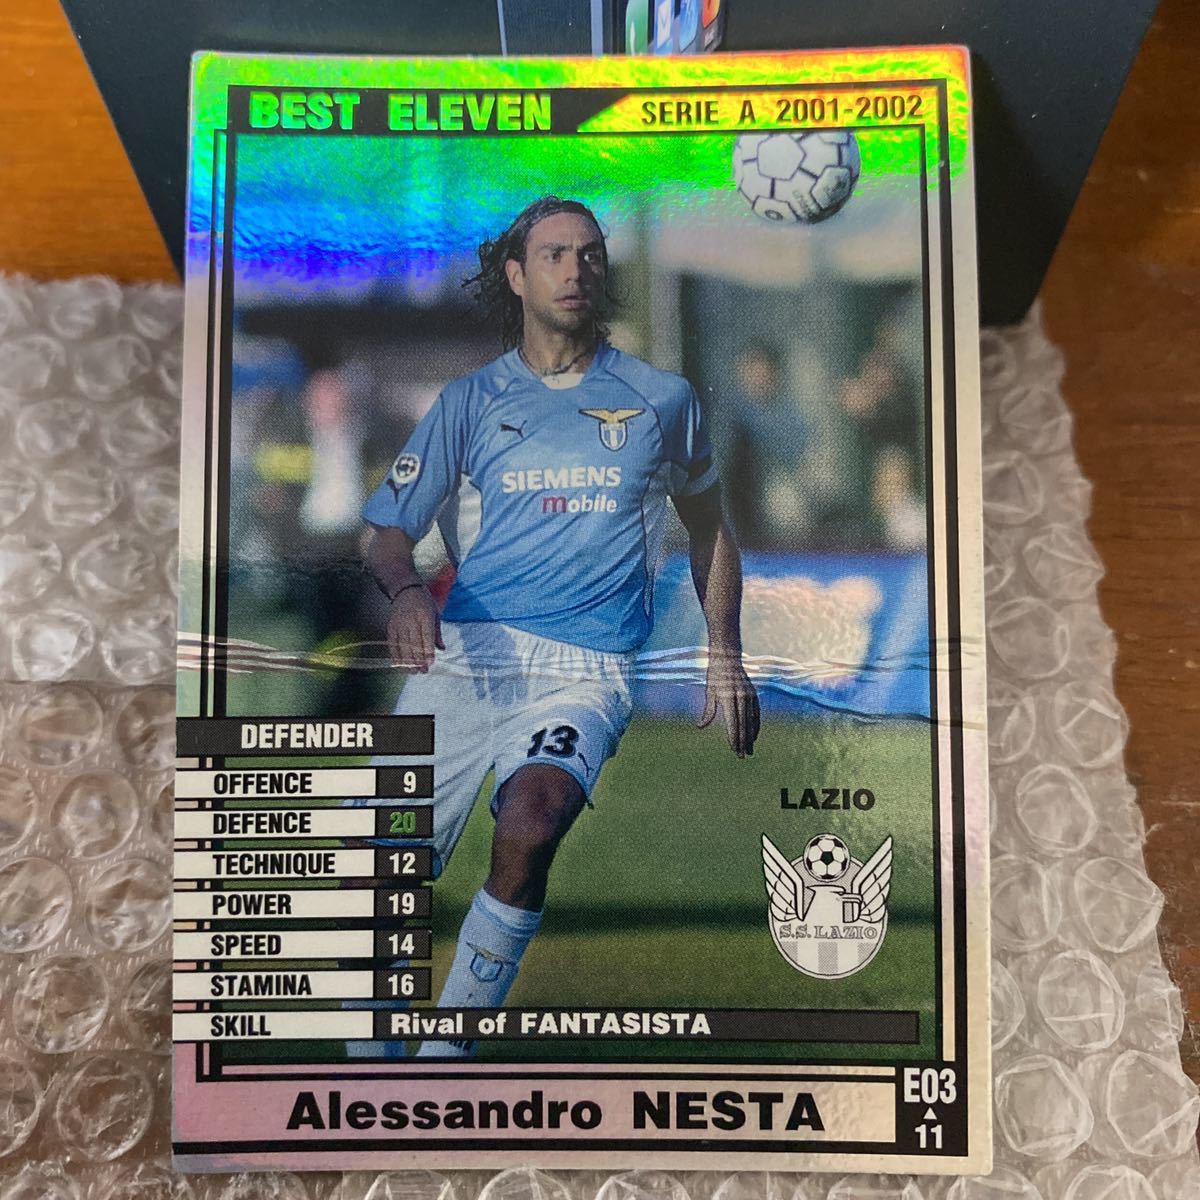 BEST ELEVEN
SERIE A 2001-2002
SIEMENS
mobile
13
DEFENDER
OFFENCE 9
DEFENCE 20
TECHNIQUE 12
POWER 19
SPEED 14
STAMINA 16
SKILL Rival of FANTASISTA
LAZIO
S.S. LAZIO
Alessandro NESTA
E03
11